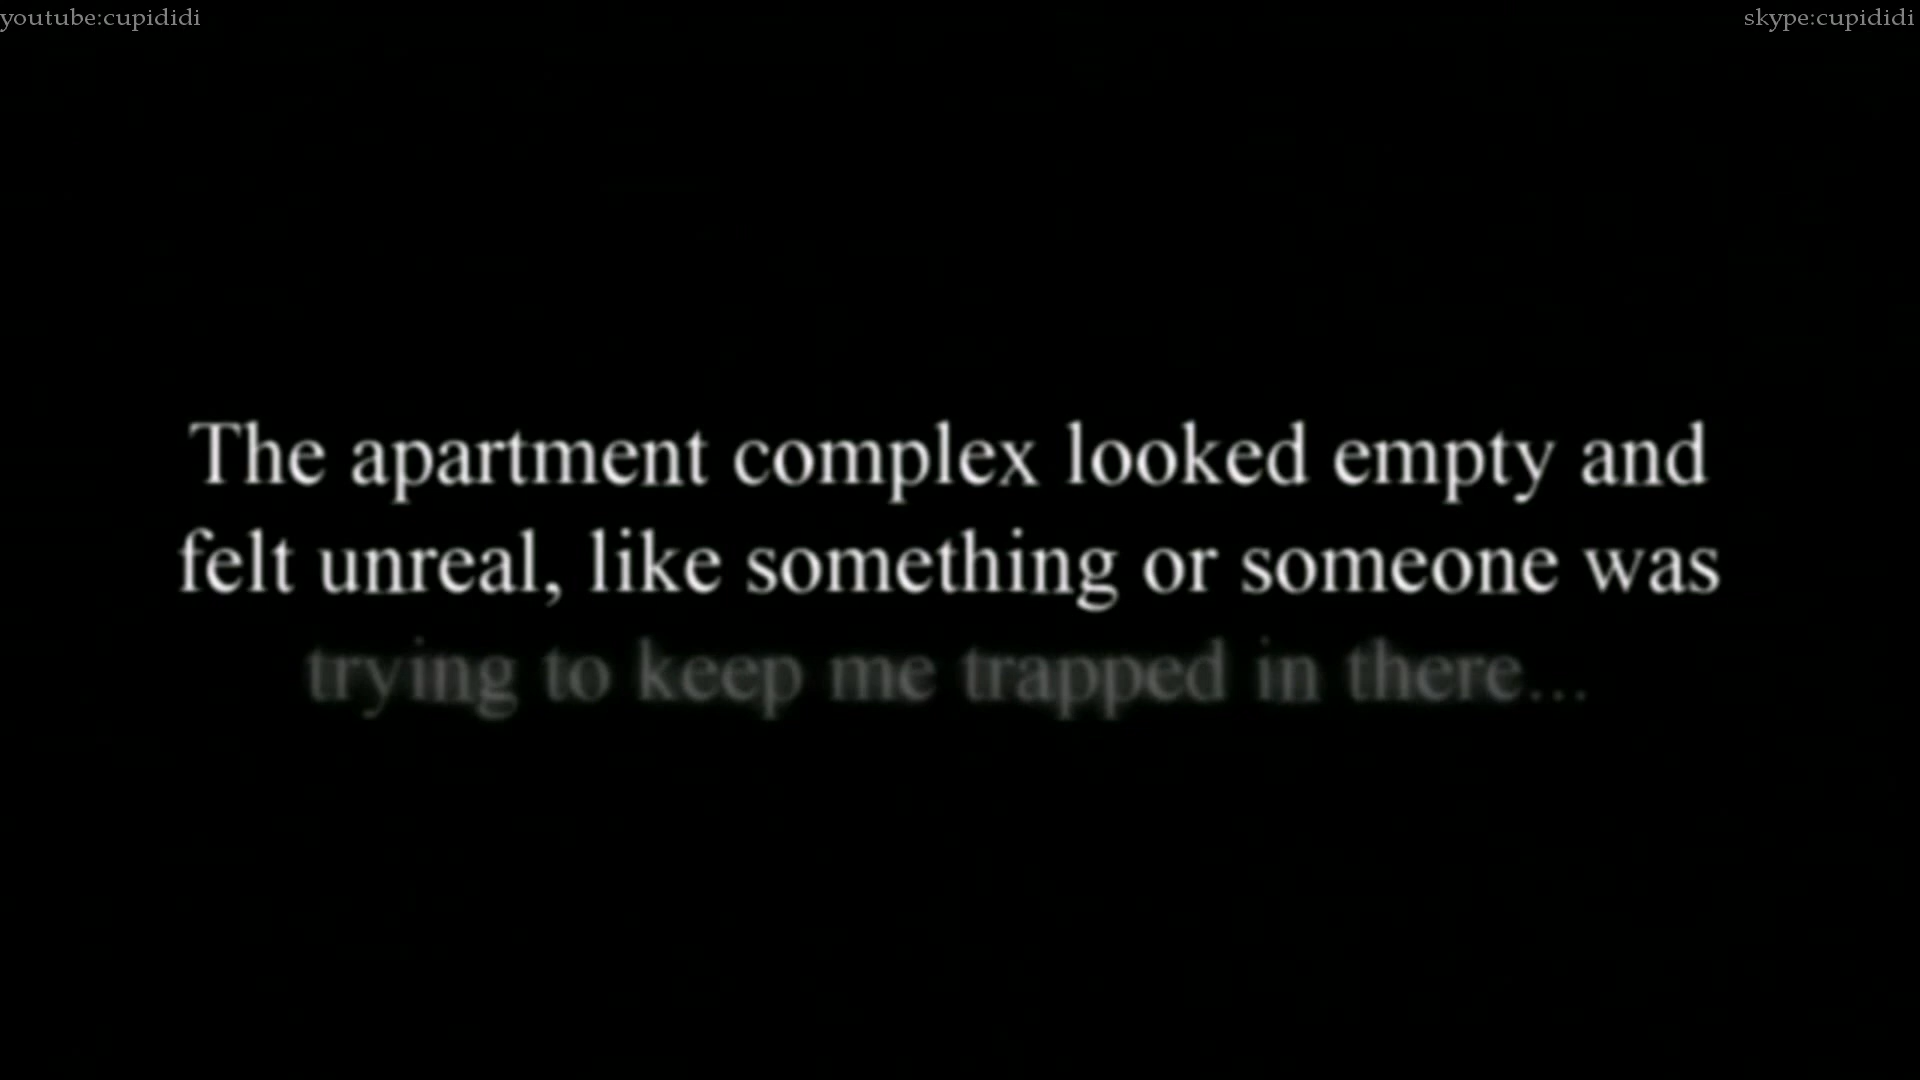 youtube:cupididi
skype:cupididi
The apartment complex looked empty and
felt unreal, like something or someone was
trying to keep me trapped in there...